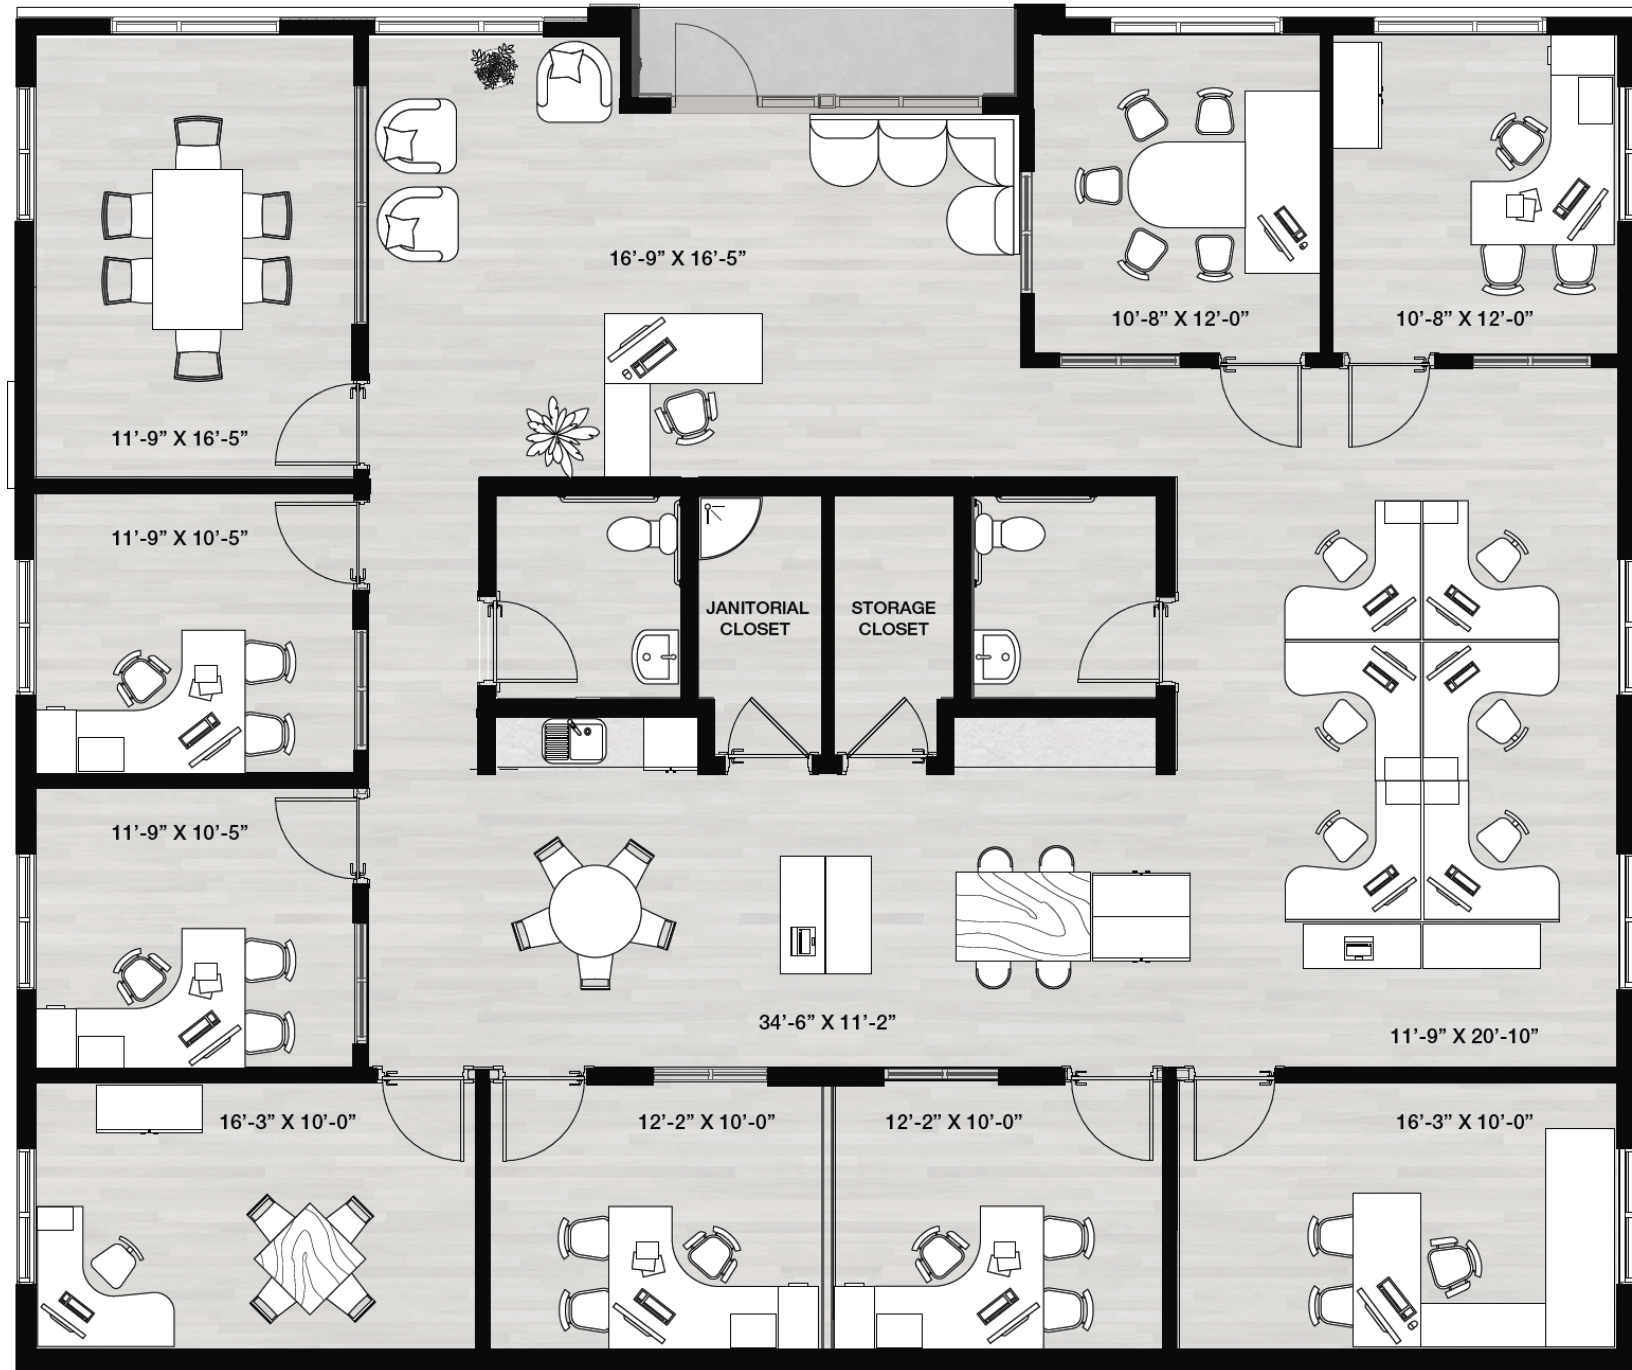 16’-9” X 16’-5”
10’-8” X 12’-0”
10’-8” X 12’-0”
11’-9” X 16’-5”
11’-9” X 10’-5”
JANITORIAL
CLOSET
STORAGE
CLOSET
11’-9” X 10’-5”
34’-6” X 11’-2”
11’-9” X 20’-10”
16’-3” X 10’-0”
12’-2” X 10’-0”
12’-2” X 10’-0”
16’-3” X 10’-0”